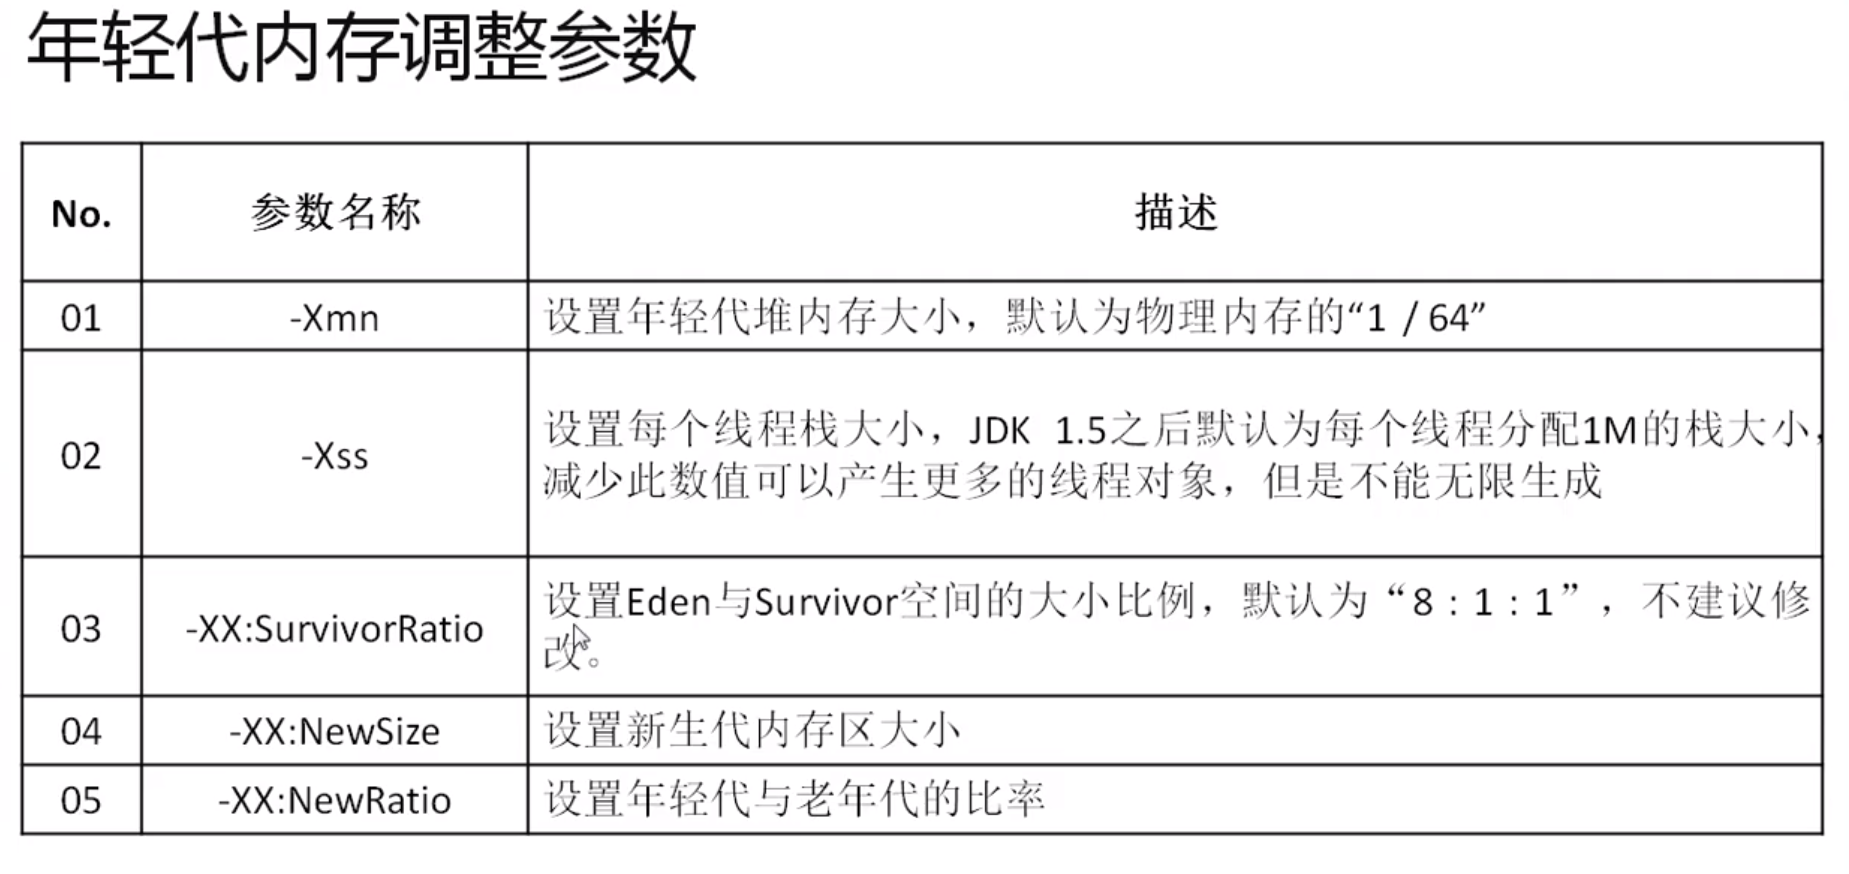 年轻代内存调整参数
No. 参数名称 描述
01 -Xmn 设置年轻代堆内存大小，默认为物理内存的“1 / 64”
02 -Xss 设置每个线程栈大小，JDK 1.5之后默认为每个线程分配1M的栈大小，
减少此数值可以产生更多的线程对象，但是不能无限生成
03 -XX:SurvivorRatio 设置Eden与Survivor空间的大小比例，默认为“8 : 1 : 1”，不建议修
改。
04 -XX:NewSize 设置新生代内存区大小
05 -XX:NewRatio 设置年轻代与老年代的比率